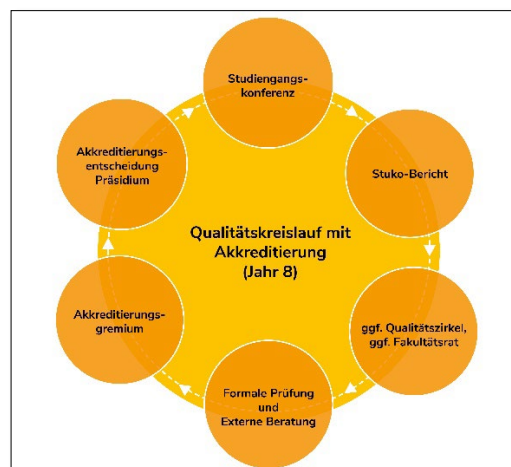 Studiengangs-
konferenz
Akkreditierungs-
entscheidung
Präsidium
Stuko-Bericht
Qualitätskreislauf mit
Akkreditierung
(Jahr 8)
Akkreditierungs-
gremium
ggf. Qualitätszirkel,
ggf. Fakultätsrat
Formale Prüfung
und
Externe Beratung